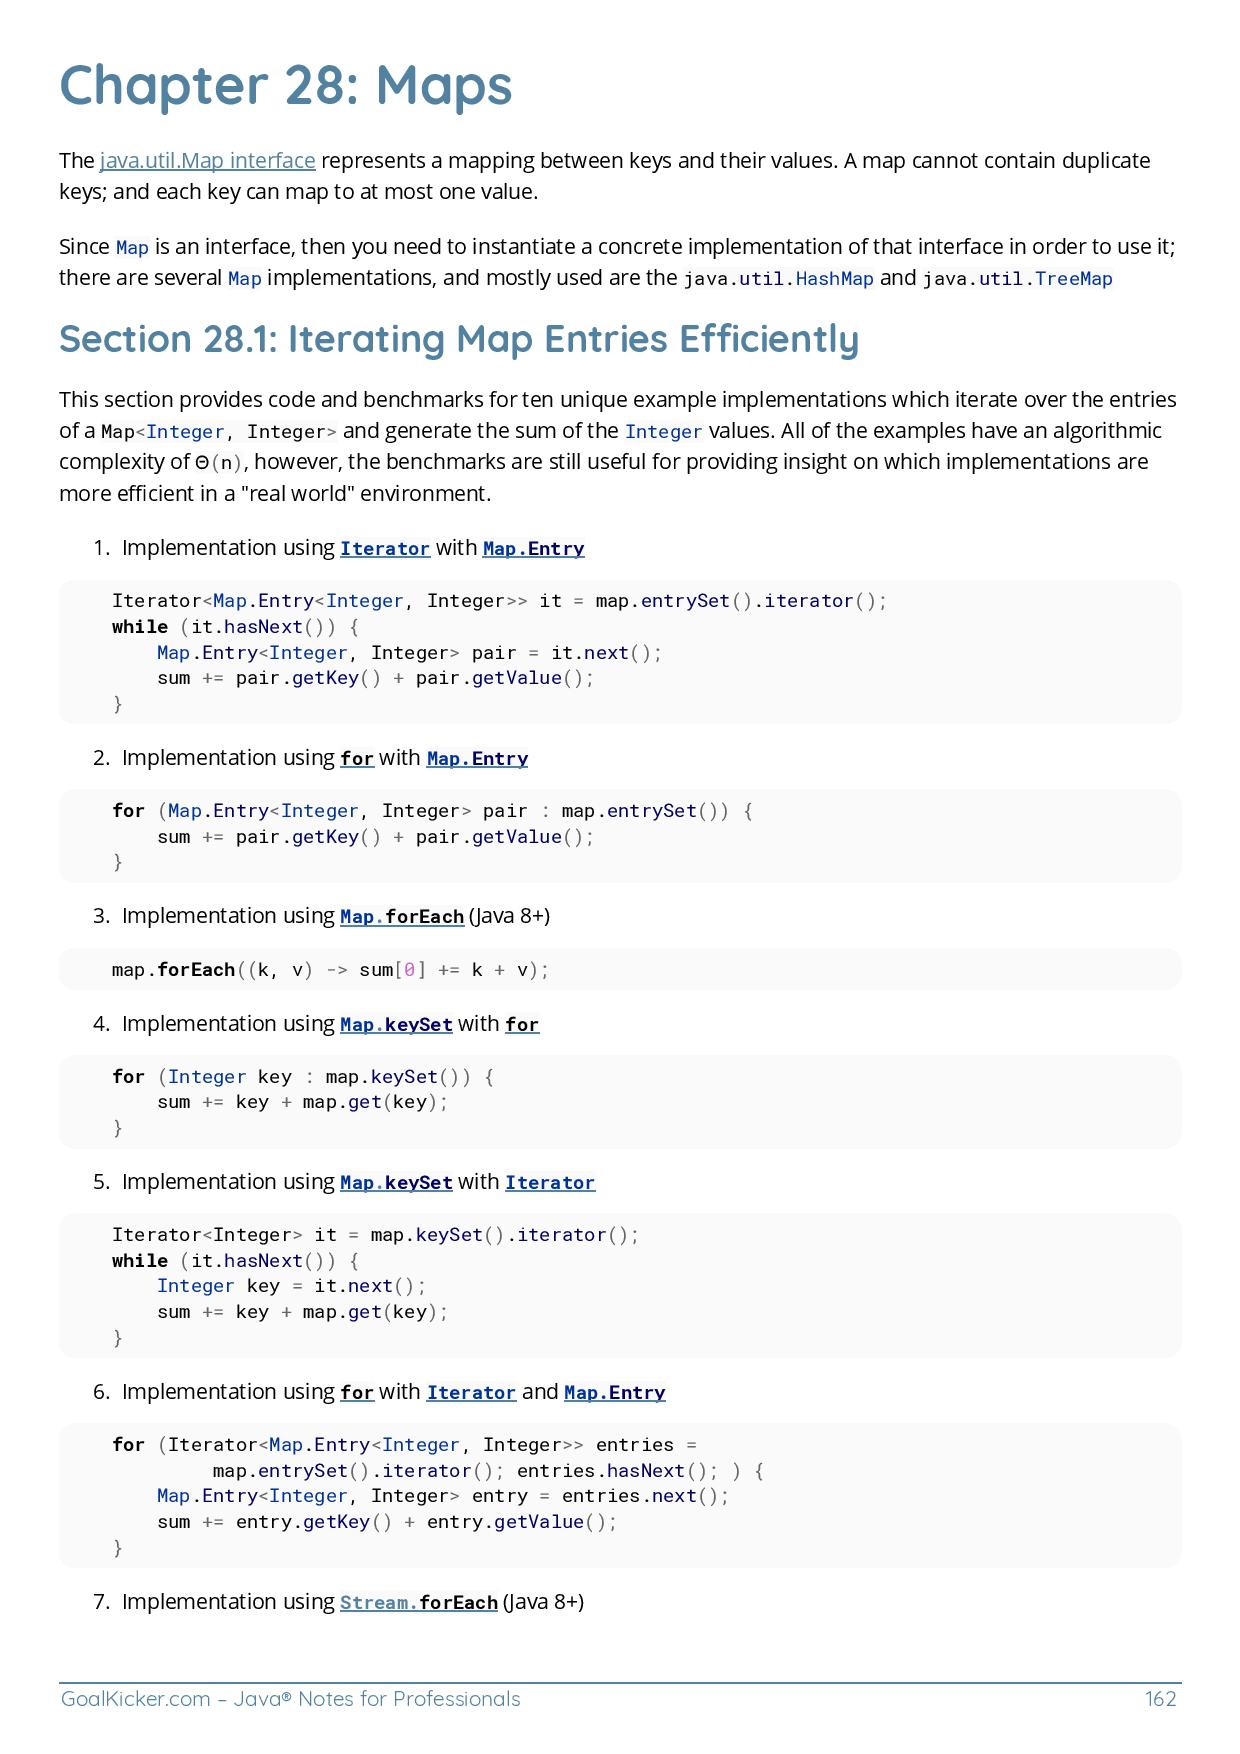 Chapter 28: Maps
The java.util.Map interface represents a mapping between keys and their values. A map cannot contain duplicate
keys; and each key can map to at most one value.
Since Map is an interface, then you need to instantiate a concrete implementation of that interface in order to use it;
there are several Map implementations, and mostly used are the java.util.HashMap and java.util.TreeMap
Section 28.1: Iterating Map Entries Efficiently
This section provides code and benchmarks for ten unique example implementations which iterate over the entries
of a Map<Integer, Integer> and generate the sum of the Integer values. All of the examples have an algorithmic
complexity of Θ(n), however, the benchmarks are still useful for providing insight on which implementations are
more efficient in a "real world" environment.
1. Implementation using Iterator with Map.Entry
Iterator<Map.Entry<Integer, Integer>> it = map.entrySet().iterator();
while (it.hasNext()) {
    Map.Entry<Integer, Integer> pair = it.next();
    sum += pair.getKey() + pair.getValue();
}
2. Implementation using for with Map.Entry
for (Map.Entry<Integer, Integer> pair : map.entrySet()) {
    sum += pair.getKey() + pair.getValue();
}
3. Implementation using Map.forEach (Java 8+)
map.forEach((k, v) -> sum[0] += k + v);
4. Implementation using Map.keySet with for
for (Integer key : map.keySet()) {
    sum += key + map.get(key);
}
5. Implementation using Map.keySet with Iterator
Iterator<Integer> it = map.keySet().iterator();
while (it.hasNext()) {
    Integer key = it.next();
    sum += key + map.get(key);
}
6. Implementation using for with Iterator and Map.Entry
for (Iterator<Map.Entry<Integer, Integer>> entries =
         map.entrySet().iterator(); entries.hasNext(); ) {
    Map.Entry<Integer, Integer> entry = entries.next();
    sum += entry.getKey() + entry.getValue();
}
7. Implementation using Stream.forEach (Java 8+)
GoalKicker.com – Java® Notes for Professionals 162